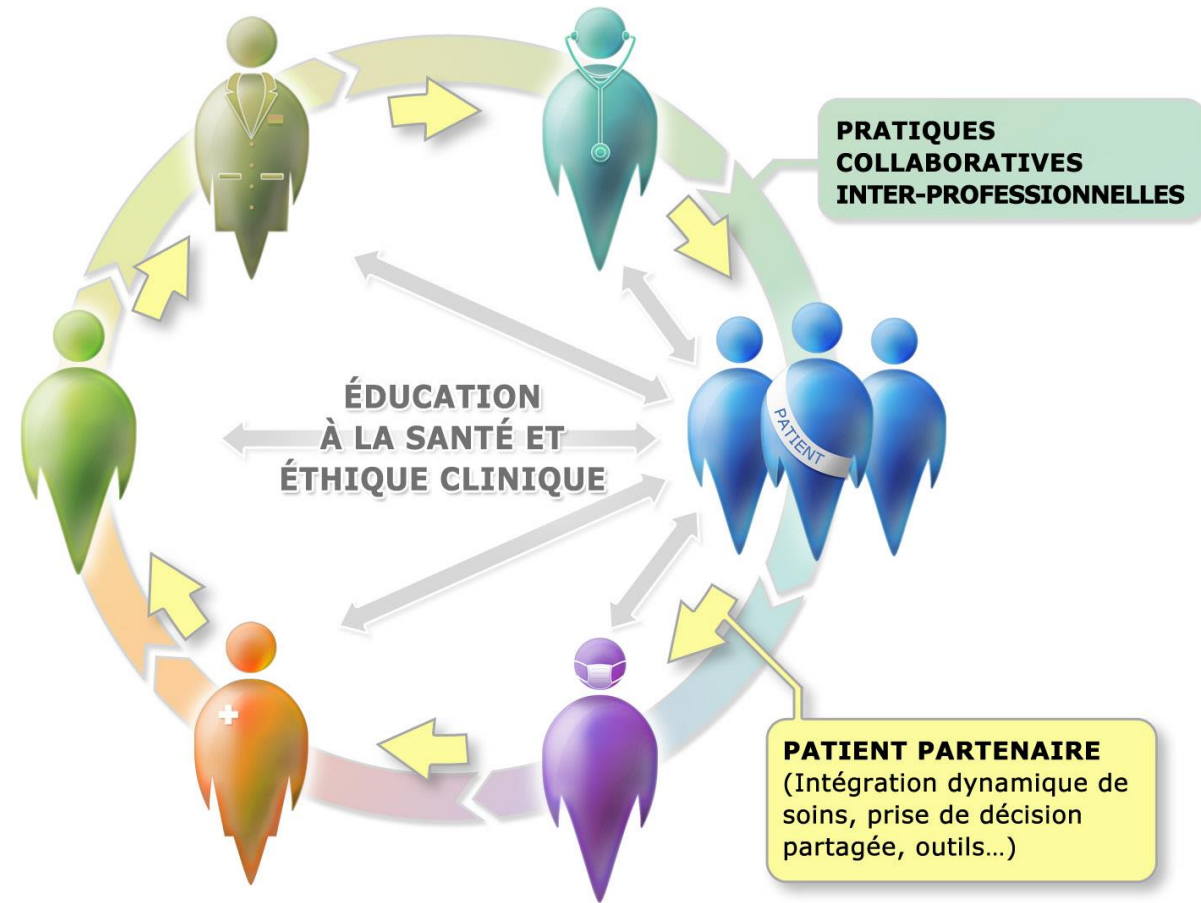 PRATIQUES
COLLABORATIVES
INTER-PROFESSIONNELLES
ÉDUCATION
À LA SANTÉ ET
ÉTHIQUE CLINIQUE
PATIENT
PATIENT PARTENAIRE
(Intégration dynamique de
soins, prise de décision
partagée, outils…)